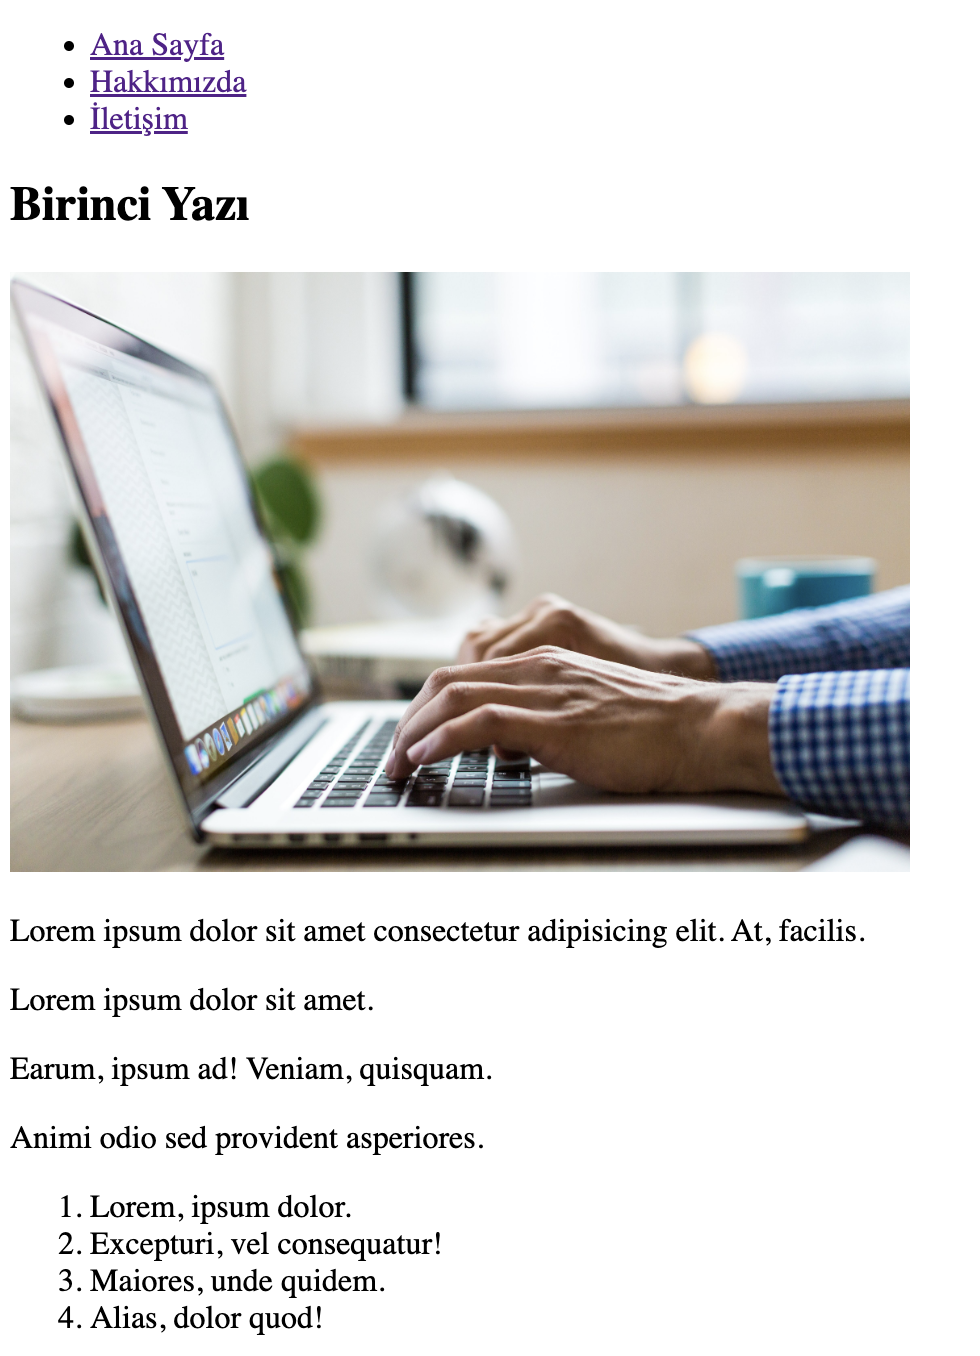 Ana Sayfa
Hakkımızda
İletişim
Birinci Yazı
Lorem ipsum dolor sit amet consectetur adipisicing elit. At, facilis.
Lorem ipsum dolor sit amet.
Earum, ipsum ad! Veniam, quisquam.
Animi odio sed provident asperiores.
1. Lorem, ipsum dolor.
2. Excepturi, vel consequatur!
3. Maiores, unde quidem.
4. Alias, dolor quod!